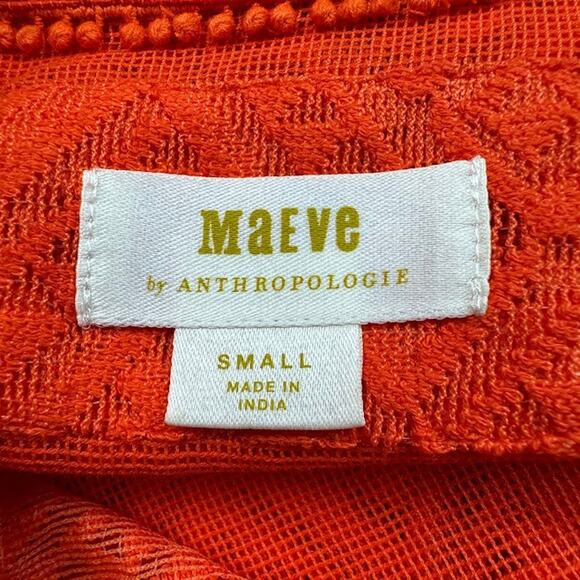 MaEVe
by ANTHROPOLOGIE
SMALL
MADE IN
INDIA